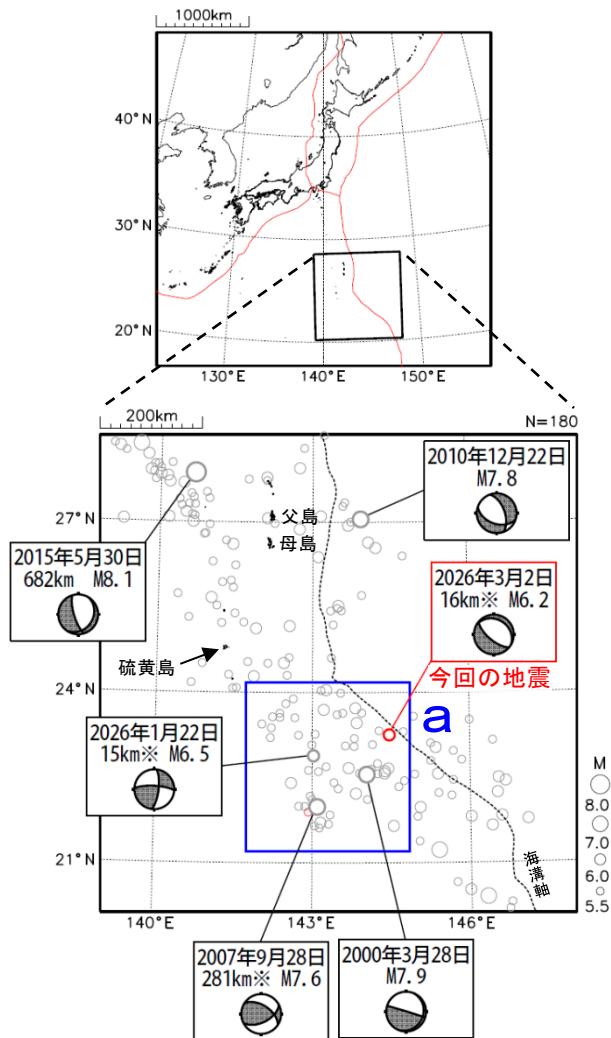 1000km
40°N
30°N
20°N
130°E
140°E
150°E
200km
N=180
2010年12月22日
M7.8
27°N
父島
母島
2015年5月30日
682km M8.1
2026年3月2日
16km※ M6.2
硫黄島
今回の地震
24°N
a
2026年1月22日
15km※ M6.5
M
8.0
7.0
6.0
5.5
21°N
海溝軸
140°E
143°E
146°E
2007年9月28日
281km※ M7.6
2000年3月28日
M7.9